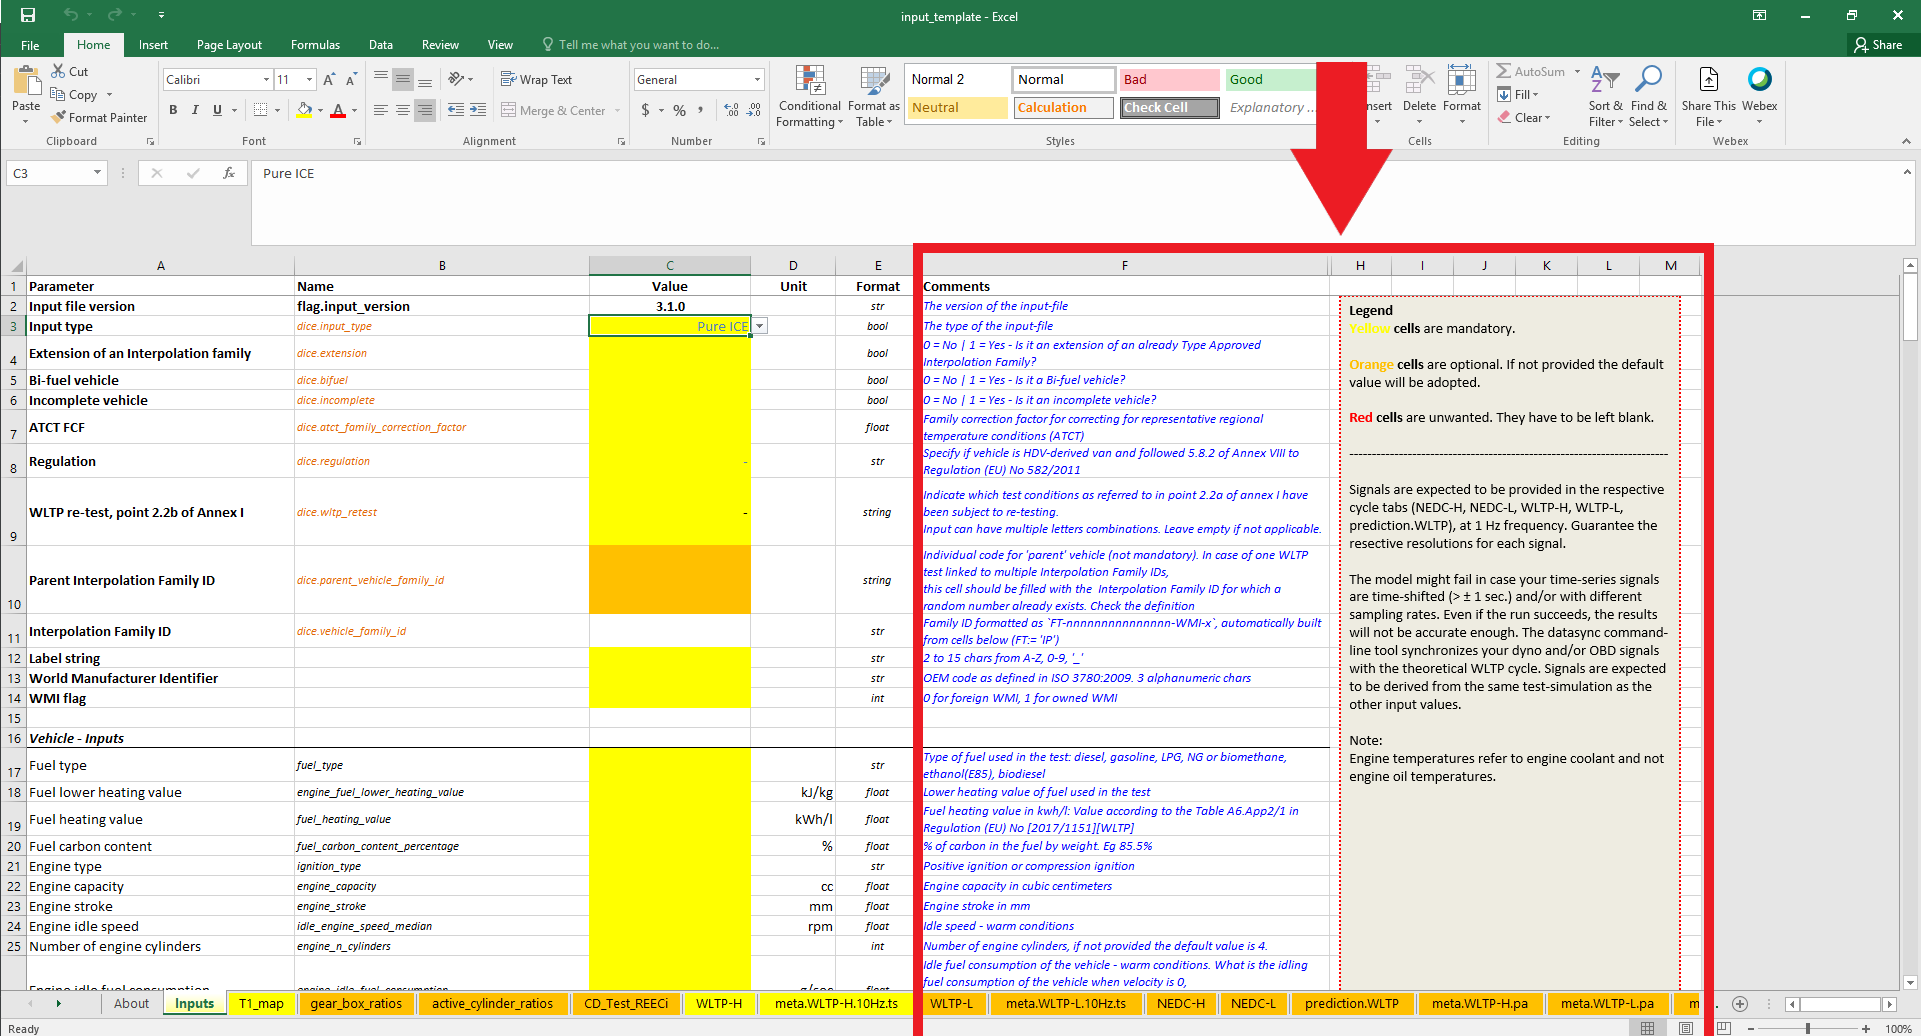 input_template - Excel
File Home Insert Page Layout Formulas Data Review View Tell me what you want to do... Share
Paste Cut Copy Format Painter Clipboard
Calibri 11 A A B I U A Font
Wrap Text Merge & Center Alignment
General $ % , Number
Conditional Formatting Format as Table
Normal 2 Normal Bad Good
Neutral Calculation Check Cell Explanatory ...
Styles
Delete Format Cells
AutoSum Fill Clear Sort & Filter Find & Select Editing
Share This File Webex Webex
C3 fx Pure ICE
A B C D E F H I J K L M
1 Parameter Name Value Unit Format Comments
2 Input file version flag.input_version 3.1.0 str The version of the input-file
3 Input type dice.input_type Pure ICE bool The type of the input-file
4 Extension of an Interpolation family dice.extension bool 0 = No | 1 = Yes - Is it an extension of an already Type Approved
Interpolation Family?
5 Bi-fuel vehicle dice.bifuel bool 0 = No | 1 = Yes - Is it a Bi-fuel vehicle?
6 Incomplete vehicle dice.incomplete bool 0 = No | 1 = Yes - Is it an incomplete vehicle?
7 ATCT FCF dice.atct_family_correction_factor float Family correction factor for correcting for representative regional
temperature conditions (ATCT)
8 Regulation dice.regulation - str Specify if vehicle is HDV-derived van and followed 5.8.2 of Annex VIII to
Regulation (EU) No 582/2011
9 WLTP re-test, point 2.2b of Annex I dice.wltp_retest - string Indicate which test conditions as referred to in point 2.2a of annex I have
been subject to re-testing.
Input can have multiple letters combinations. Leave empty if not applicable.
10 Parent Interpolation Family ID dice.parent_vehicle_family_id string Individual code for 'parent' vehicle (not mandatory). In case of one WLTP
test linked to multiple Interpolation Family IDs,
this cell should be filled with the Interpolation Family ID for which a
random number already exists. Check the definition
11 Interpolation Family ID dice.vehicle_family_id str Family ID formatted as `FT-nnnnnnnnnnnnnnn-WMI-x`, automatically built
from cells below (FT:= 'IP')
12 Label string str 2 to 15 chars from A-Z, 0-9, '_'
13 World Manufacturer Identifier str OEM code as defined in ISO 3780:2009. 3 alphanumeric chars
14 WMI flag int 0 for foreign WMI, 1 for owned WMI
15
16 Vehicle - Inputs
17 Fuel type fuel_type str Type of fuel used in the test: diesel, gasoline, LPG, NG or biomethane,
ethanol(E85), biodiesel
18 Fuel lower heating value engine_fuel_lower_heating_value kJ/kg float Lower heating value of fuel used in the test
19 Fuel heating value fuel_heating_value kWh/l float Fuel heating value in kwh/l: Value according to the Table A6.App2/1 in
Regulation (EU) No [2017/1151][WLTP]
20 Fuel carbon content fuel_carbon_content_percentage % float % of carbon in the fuel by weight. Eg 85.5%
21 Engine type ignition_type str Positive ignition or compression ignition
22 Engine capacity engine_capacity cc float Engine capacity in cubic centimeters
23 Engine stroke engine_stroke mm float Engine stroke in mm
24 Engine idle speed idle_engine_speed_median rpm float Idle speed - warm conditions
25 Number of engine cylinders engine_n_cylinders int Number of engine cylinders, if not provided the default value is 4.
Idle fuel consumption of the vehicle - warm conditions. What is the idling
fuel consumption of the vehicle when velocity is 0,
Legend
Yellow cells are mandatory.
Orange cells are optional. If not provided the default
value will be adopted.
Red cells are unwanted. They have to be left blank.
-----------------------------------------------------------------------
Signals are expected to be provided in the respective
cycle tabs (NEDC-H, NEDC-L, WLTP-H, WLTP-L,
prediction.WLTP), at 1 Hz frequency. Guarantee the
resective resolutions for each signal.
The model might fail in case your time-series signals
are time-shifted (> ± 1 sec.) and/or with different
sampling rates. Even if the run succeeds, the results
will not be accurate enough. The datasync command-
line tool synchronizes your dyno and/or OBD signals
with the theoretical WLTP cycle. Signals are expected
to be derived from the same test-simulation as the
other input values.
Note:
Engine temperatures refer to engine coolant and not
engine oil temperatures.
About Inputs T1_map gear_box_ratios active_cylinder_ratios CD_Test_REECi WLTP-H meta.WLTP-H.10Hz.ts WLTP-L meta.WLTP-L.10Hz.ts NEDC-H NEDC-L prediction.WLTP meta.WLTP-H.pa meta.WLTP-L.pa
Ready 100%